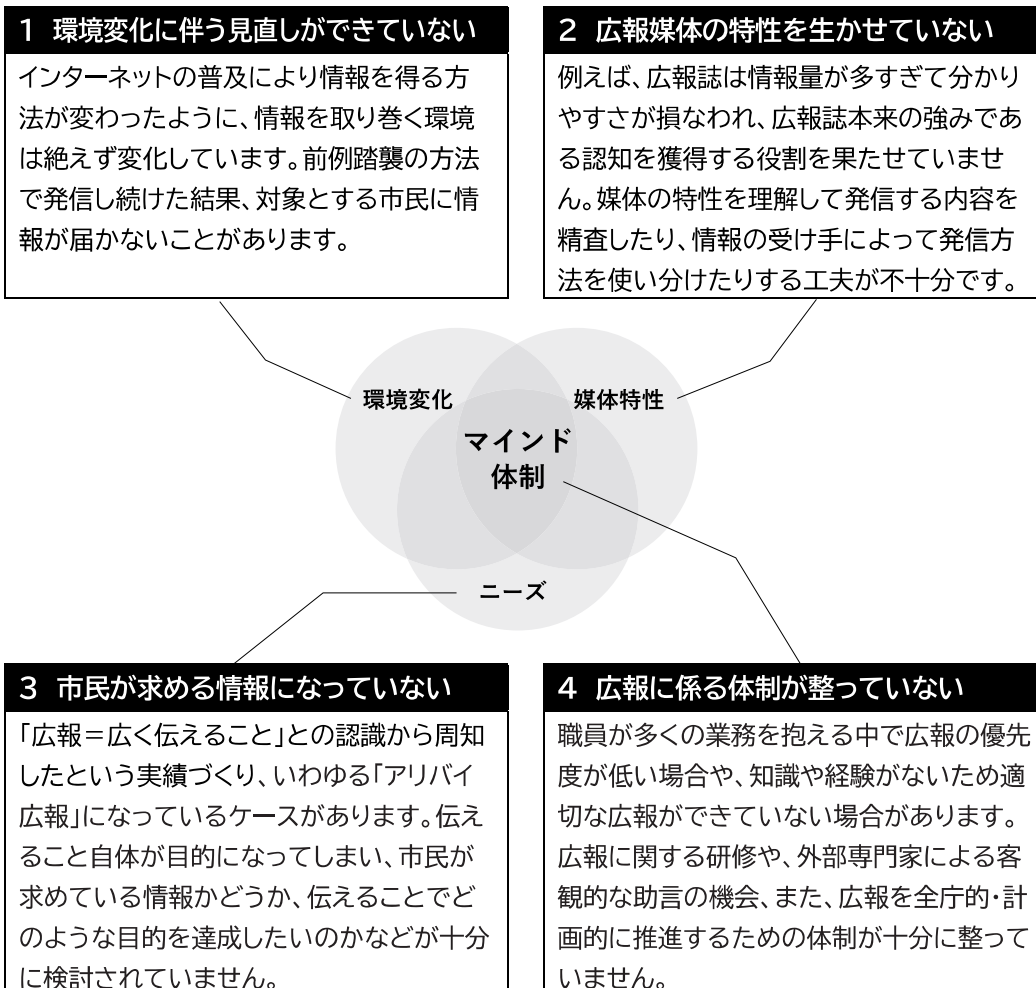 1 環境変化に伴う見直しができていない
インターネットの普及により情報を得る方
法が変わったように、情報を取り巻く環境
は絶えず変化しています。前例踏襲の方法
で発信し続けた結果、対象とする市民に情
報が届かないことがあります。
2 広報媒体の特性を生かせていない
例えば、広報誌は情報量が多すぎて分かり
やすさが損なわれ、広報誌本来の強みであ
る認知を獲得する役割を果たせていませ
ん。媒体の特性を理解して発信する内容を
精査したり、情報の受け手によって発信方
法を使い分けたりする工夫が不十分です。
環境変化
媒体特性
マインド
体制
ニーズ
3 市民が求める情報になっていない
「広報＝広く伝えること」との認識から周知
したという実績づくり、いわゆる「アリバイ
広報」になっているケースがあります。伝え
ること自体が目的になってしまい、市民が
求めている情報かどうか、伝えることでど
のような目的を達成したいのかなどが十分
に検討されていません。
4 広報に係る体制が整っていない
職員が多くの業務を抱える中で広報の優先
度が低い場合や、知識や経験がないため適
切な広報ができていない場合があります。
広報に関する研修や、外部専門家による客
観的な助言の機会、また、広報を全庁的・計
画的に推進するための体制が十分に整って
いません。